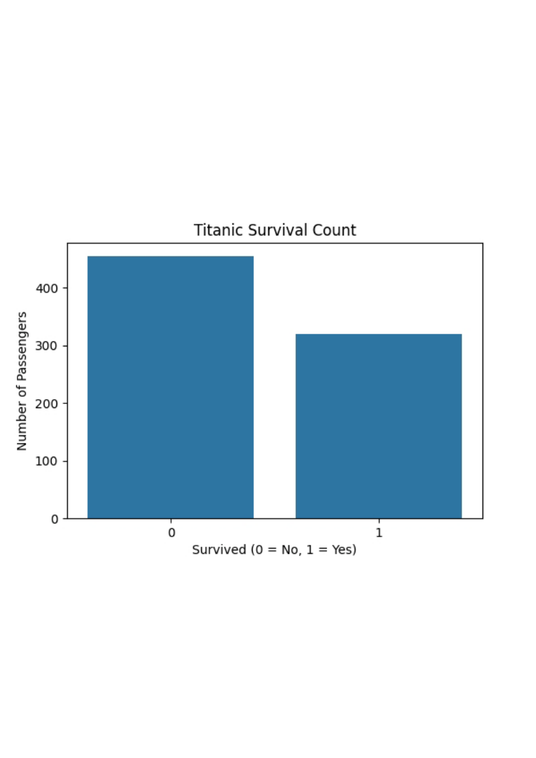 Titanic Survival Count
Number of Passengers
400
300
200
100
0
0 1
Survived (0 = No, 1 = Yes)